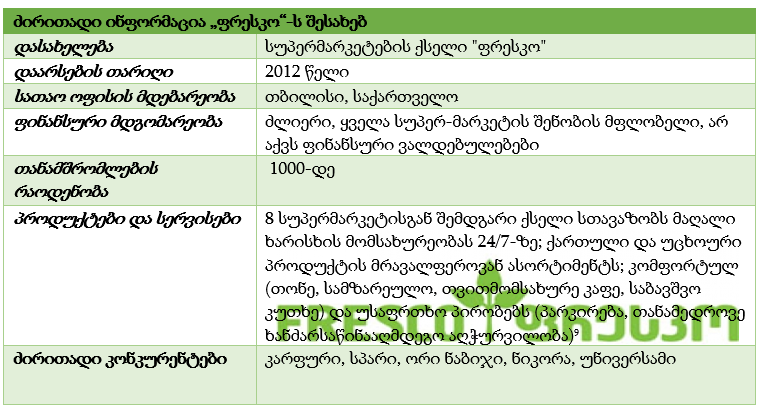 ძირითადი ინფორმაცია „ფრესკო“-ს შესახებ
დასახელება
სუპერმარკეტების ქსელი "ფრესკო"
დაარსების თარიღი
2012 წელი
სათაო ოფისის მდებარეობა
თბილისი, საქართველო
ფინანსური მდგომარეობა
ძლიერი, ყველა სუპერ-მარკეტის შენობის მფლობელი, არ
აქვს ფინანსური ვალდებულებები
თანამშრომლების
რაოდენობა
1000-დე
პროდუქტები და სერვისები
8 სუპერმარკეტისგან შემდგარი ქსელი სთავაზობს მაღალი
ხარისხის მომსახურეობას 24/7-ზე; ქართული და უცხოური
პროდუქტის მრავალფეროვან ასორტიმენტს; კომფორტულ
(თონე, სამზარეულო, თვითმომსახურე კაფე, საბავშვო
კუთხე) და უსაფრთხო პირობებს (პარკირება, თანამედროვე
ხანძარსაწინააღმდეგო აღჭურვილობა)⁹
FRESCO ფრესკო
ძირითადი კონკურენტები
კარფური, სპარი, ორი ნაბიჯი, ნიკორა, უნივერსამი